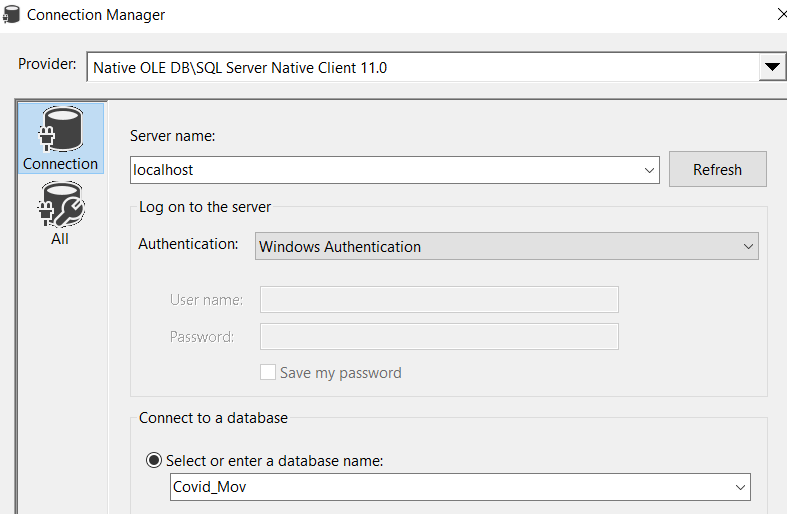 Connection Manager
Provider: Native OLE DB\SQL Server Native Client 11.0
Connection
All
Server name:
localhost
Refresh
Log on to the server
Authentication: Windows Authentication
User name:
Password:
Save my password
Connect to a database
Select or enter a database name:
Covid_Mov